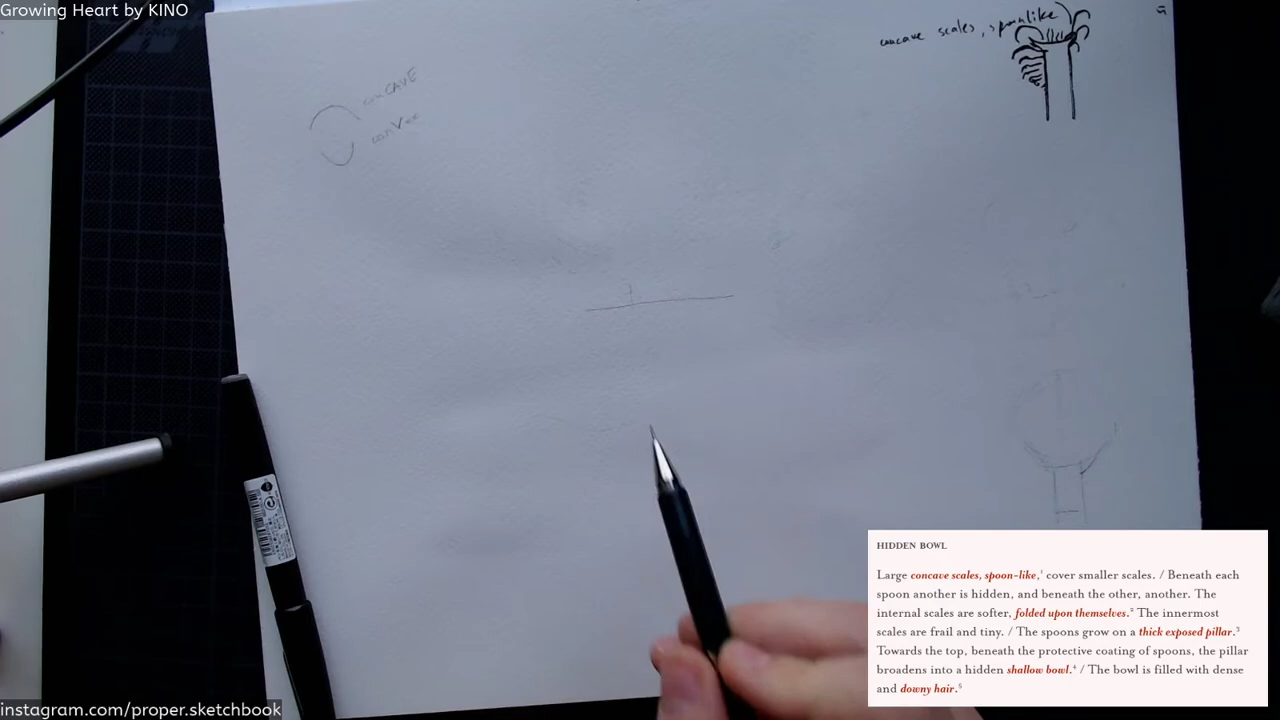 Growing Heart by KINO
concave scales, spoonlike
conCAVE
conVex
HIDDEN BOWL
Large concave scales, spoon-like,¹ cover smaller scales. / Beneath each
spoon another is hidden, and beneath the other, another. The
internal scales are softer, folded upon themselves.² The innermost
scales are frail and tiny. / The spoons grow on a thick exposed pillar.³
Towards the top, beneath the protective coating of spoons, the pillar
broadens into a hidden shallow bowl.⁴ / The bowl is filled with dense
and downy hair.⁵
instagram.com/proper.sketchbook